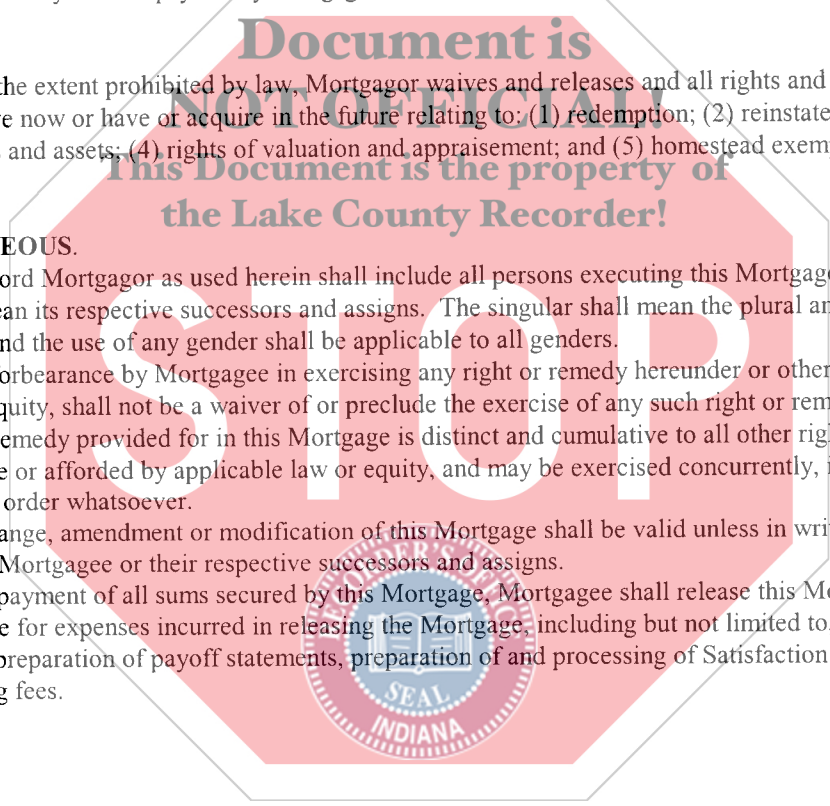 Document is
the extent prohibited by law, Mortgagor waives and releases and all rights and
NOT OFFICIAL!
e now or have or acquire in the future relating to: (1) redemption; (2) reinstate
and assets; (4) rights of valuation and appraisement; and (5) homestead exem
This Document is the property of
the Lake County Recorder!
EOUS.
ord Mortgagor as used herein shall include all persons executing this Mortgag
an its respective successors and assigns. The singular shall mean the plural an
nd the use of any gender shall be applicable to all genders.
orbearance by Mortgagee in exercising any right or remedy hereunder or other
quity, shall not be a waiver of or preclude the exercise of any such right or rem
emedy provided for in this Mortgage is distinct and cumulative to all other rig
e or afforded by applicable law or equity, and may be exercised concurrently, i
order whatsoever.
STOP
ange, amendment or modification of this Mortgage shall be valid unless in wri
Mortgagee or their respective successors and assigns.
payment of all sums secured by this Mortgage, Mortgagee shall release this Mo
e for expenses incurred in releasing the Mortgage, including but not limited to
preparation of payoff statements, preparation of and processing of Satisfaction
g fees.
RECORDER'S OFFICE
SEAL
INDIANA